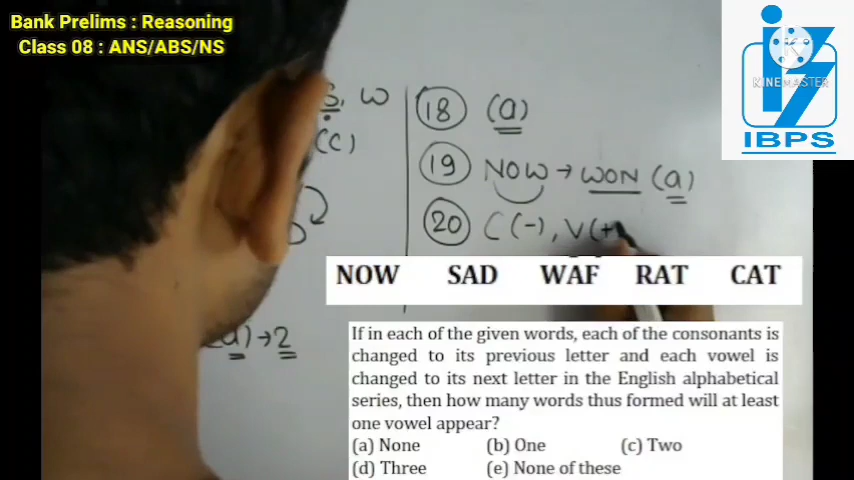 Bank Prelims : Reasoning
Class 08 : ANS/ABS/NS
KINEMASTER
IBPS
S, W
(C)
18 (a)
19 NOW → WON (a)
20 C(-), V(+
NOW SAD WAF RAT CAT
(a) → 2
If in each of the given words, each of the consonants is
changed to its previous letter and each vowel is
changed to its next letter in the English alphabetical
series, then how many words thus formed will at least
one vowel appear?
(a) None (b) One (c) Two
(d) Three (e) None of these